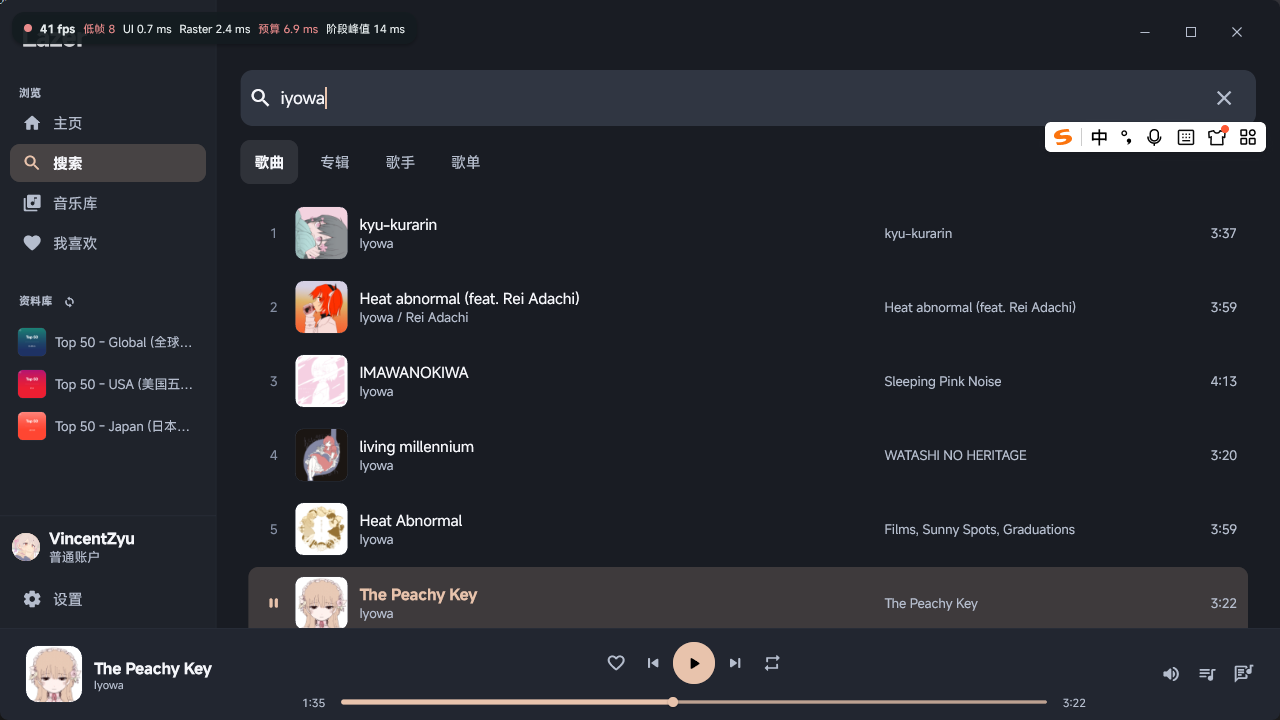 41 fps 低帧 8 UI 0.7 ms Raster 2.4 ms 预算 6.9 ms 阶段峰值 14 ms
Lazer
浏览
主页
搜索
音乐库
我喜欢
资料库
Top 50 - Global (全球...
Top 50 - USA (美国五...
Top 50 - Japan (日本...
VincentZyu
普通账户
设置
iyowa
中
歌曲 专辑 歌手 歌单
1 kyu-kurarin kyu-kurarin 3:37
Iyowa
2 Heat abnormal (feat. Rei Adachi) Heat abnormal (feat. Rei Adachi) 3:59
Iyowa / Rei Adachi
3 IMAWANOKIWA Sleeping Pink Noise 4:13
Iyowa
4 living millennium WATASHI NO HERITAGE 3:20
Iyowa
5 Heat Abnormal Films, Sunny Spots, Graduations 3:59
Iyowa
The Peachy Key The Peachy Key 3:22
Iyowa
The Peachy Key
Iyowa
1:35 3:22